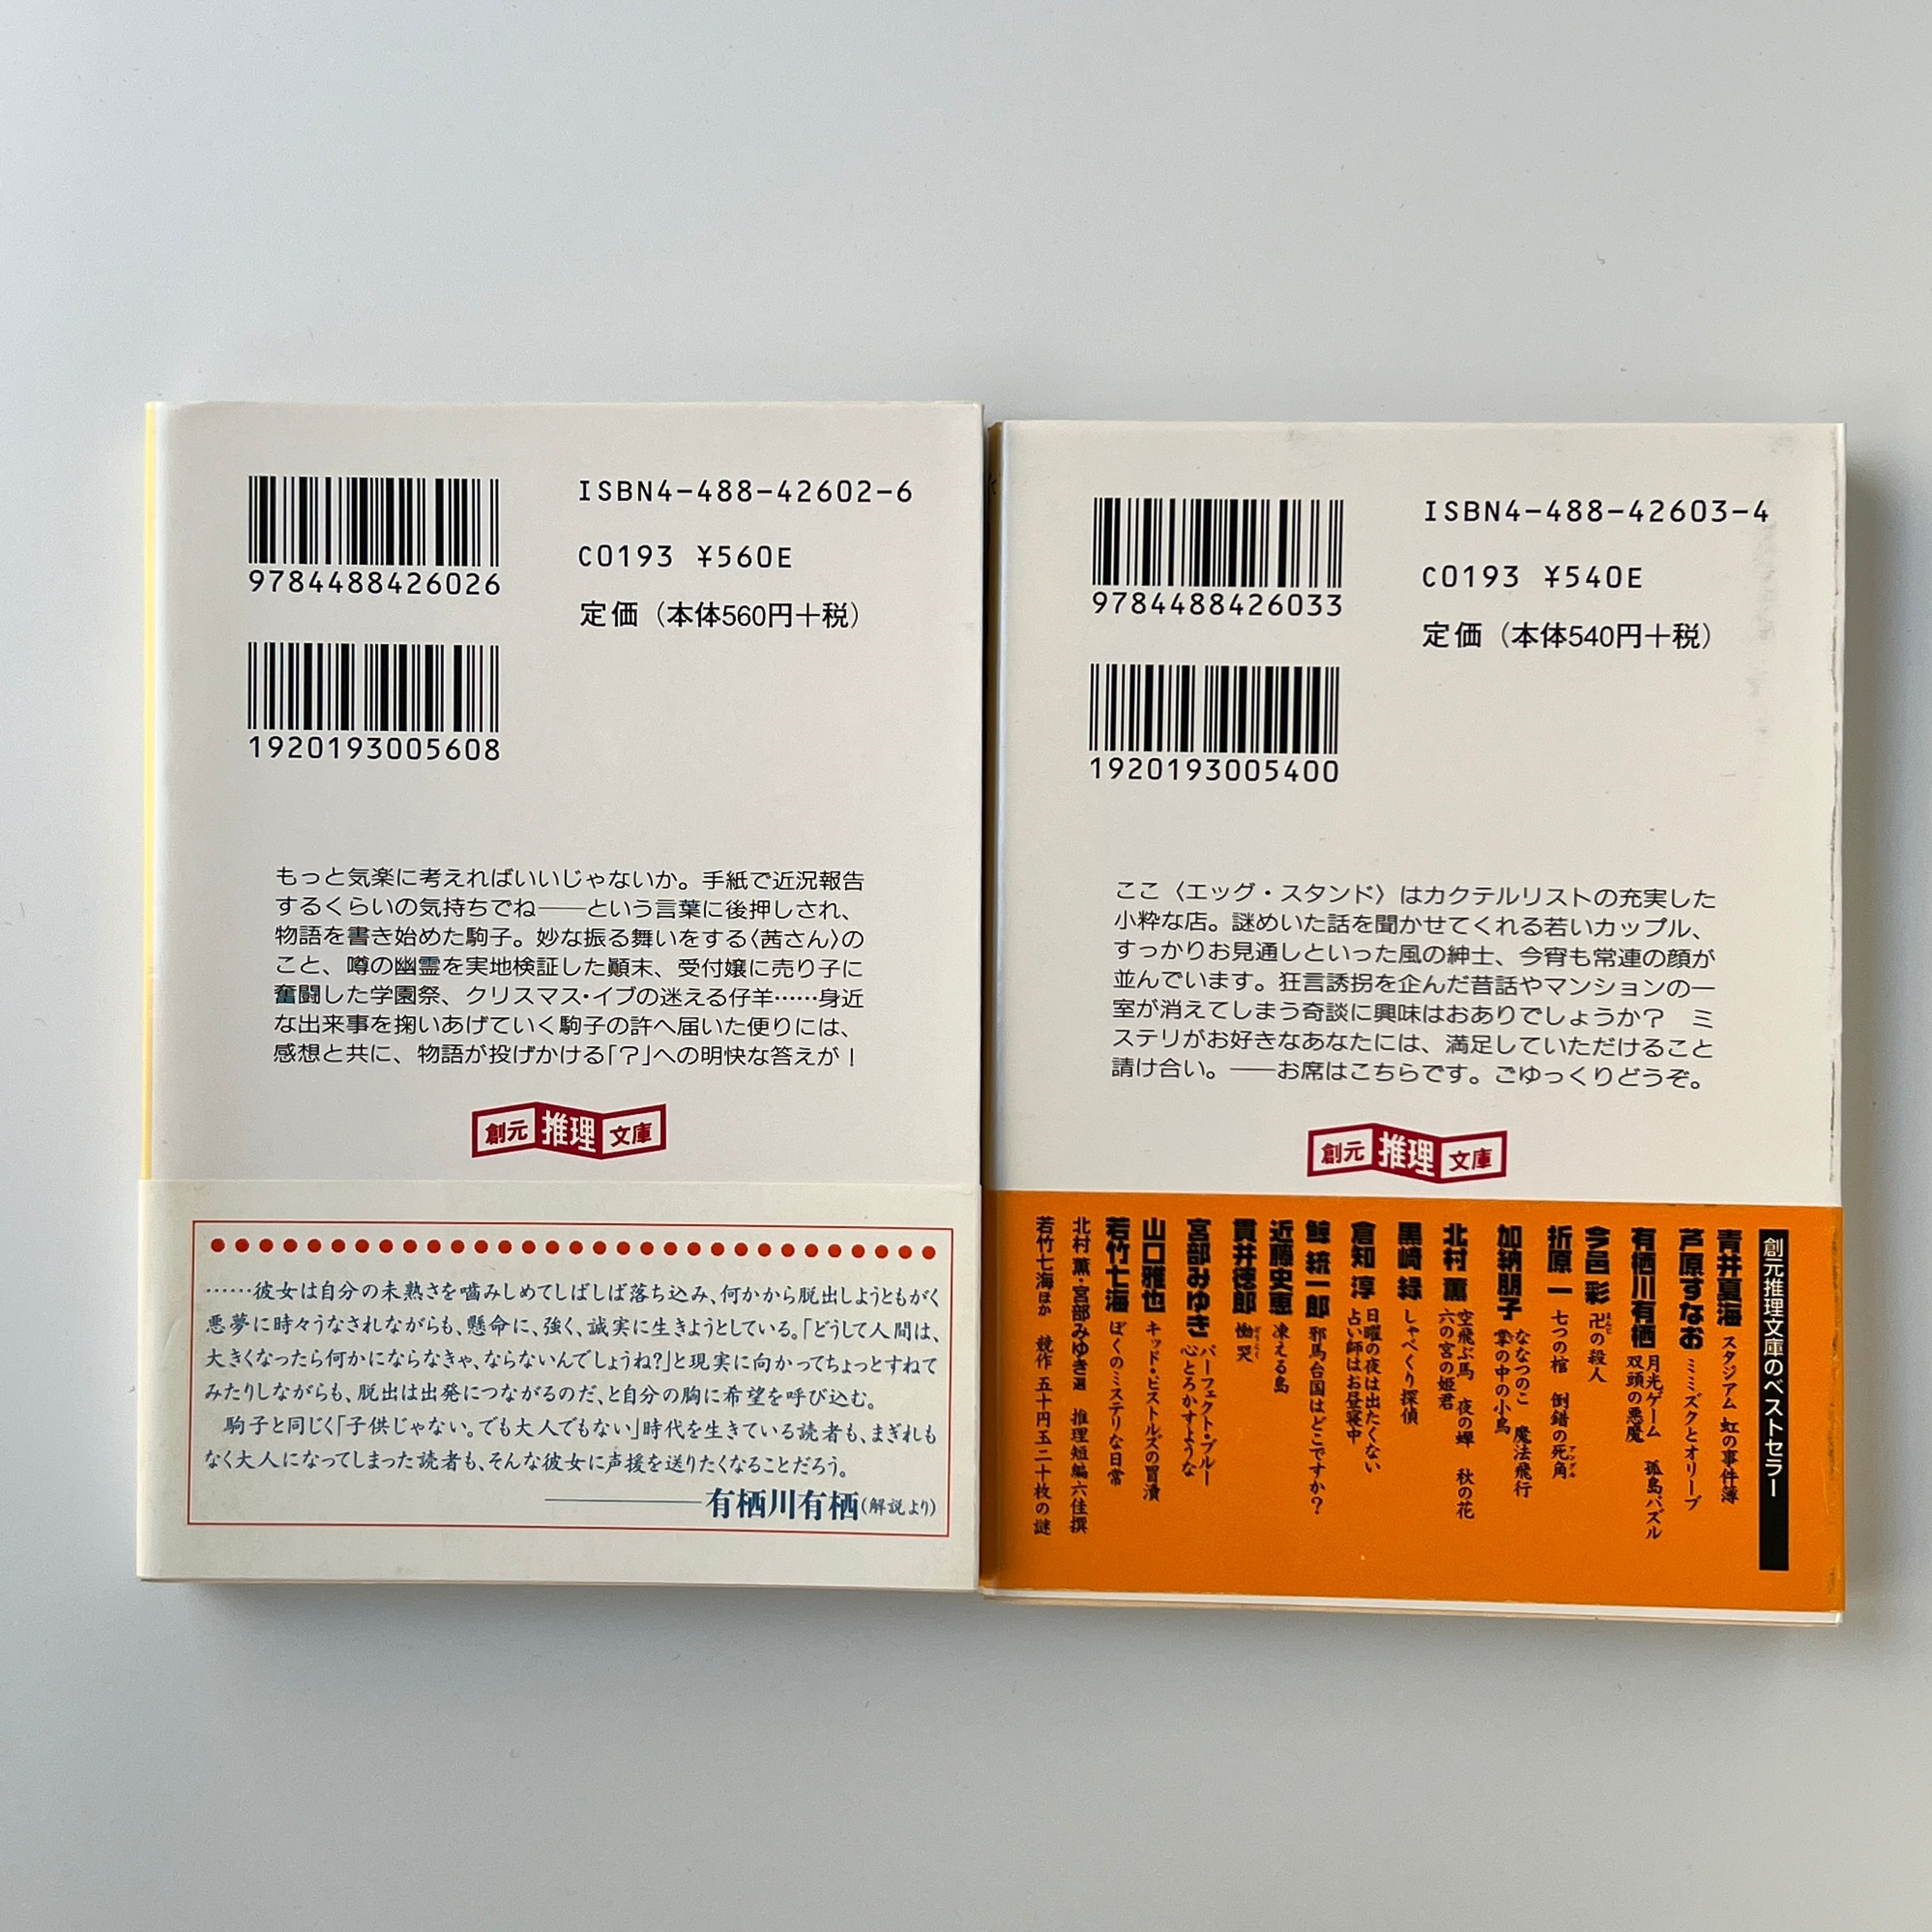 ISBN4-488-42602-6
C0193 ¥560E
定価（本体560円＋税）
9784488426026
1920193005608
もっと気楽に考えればいいじゃないか。手紙で近況報告
するくらいの気持ちでね――という言葉に後押しされ、
物語を書き始めた駒子。妙な振る舞いをする〈茜さん〉の
こと、噂の幽霊を実地検証した顚末、受付嬢に売り子に
奮闘した学園祭、クリスマス・イブの迷える仔羊……身近
な出来事を掬いあげていく駒子の許へ届いた便りには、
感想と共に、物語が投げかける「？」への明快な答えが！
創元 推理 文庫
……彼女は自分の未熟さを噛みしめてしばしば落ち込み、何かから脱出しようともがく
悪夢に時々うなされながらも、懸命に、強く、誠実に生きようとしている。「どうして人間は、
大きくなったら何かにならなきゃ、ならないんでしょうね？」と現実に向かってちょっとすねて
みたりしながらも、脱出は出発につながるのだ、と自分の胸に希望を呼び込む。
駒子と同じく「子供じゃない。でも大人でもない」時代を生きている読者も、まぎれも
なく大人になってしまった読者も、そんな彼女に声援を送りたくなることだろう。
――有栖川有栖（解説より）
ISBN4-488-42603-4
C0193 ¥540E
定価（本体540円＋税）
9784488426033
1920193005400
ここ〈エッグ・スタンド〉はカクテルリストの充実した
小粋な店。謎めいた話を聞かせてくれる若いカップル、
すっかりお見通しといった風の紳士、今宵も常連の顔が
並んでいます。狂言誘拐を企んだ昔話やマンションの一
室が消えてしまう奇談に興味はおありでしょうか？　ミ
ステリがお好きなあなたには、満足していただけること
請け合い。――お席はこちらです。ごゆっくりどうぞ。
創元 推理 文庫
創元推理文庫のベストセラー
青井夏海 スタジアム 虹の事件簿
芦原すなお ミミズクとオリーブ
有栖川有栖 月光ゲーム 孤島パズル
双頭の悪魔
今邑 彩 卍の殺人
折原 一 七つの棺 倒錯の死角
加納朋子 ななつのこ 魔法飛行
掌の中の小鳥
北村 薫 空飛ぶ馬 夜の蟬 秋の花
六の宮の姫君
黒崎 緑 しゃべくり探偵
倉知 淳 日曜の夜は出たくない
占い師はお昼寝中
鯨 統一郎 邪馬台国はどこですか？
近藤史恵 凍える島
貫井徳郎 慟哭
宮部みゆき パーフェクト・ブルー
心とろかすような
山口雅也 キッド・ピストルズの冒瀆
若竹七海 ぼくのミステリな日常
北村 薫・宮部みゆき選 推理短編六佳撰
若竹七海ほか 競作 五十円玉二十枚の謎